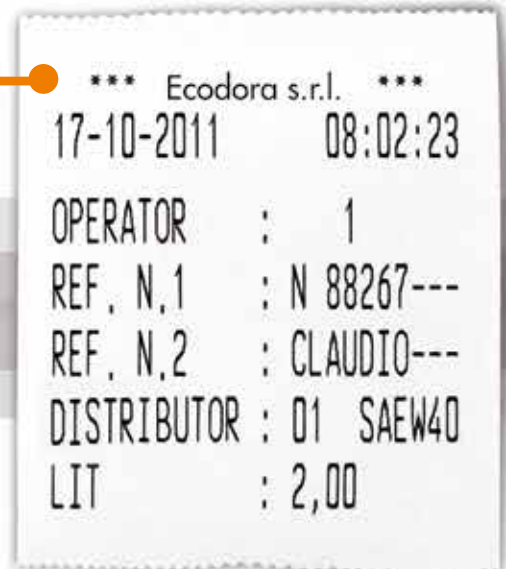 *** Ecodora s.r.l. ***
17-10-2011 08:02:23
OPERATOR : 1
REF. N.1 : N 88267---
REF. N.2 : CLAUDIO---
DISTRIBUTOR : 01 SAEW40
LIT : 2,00